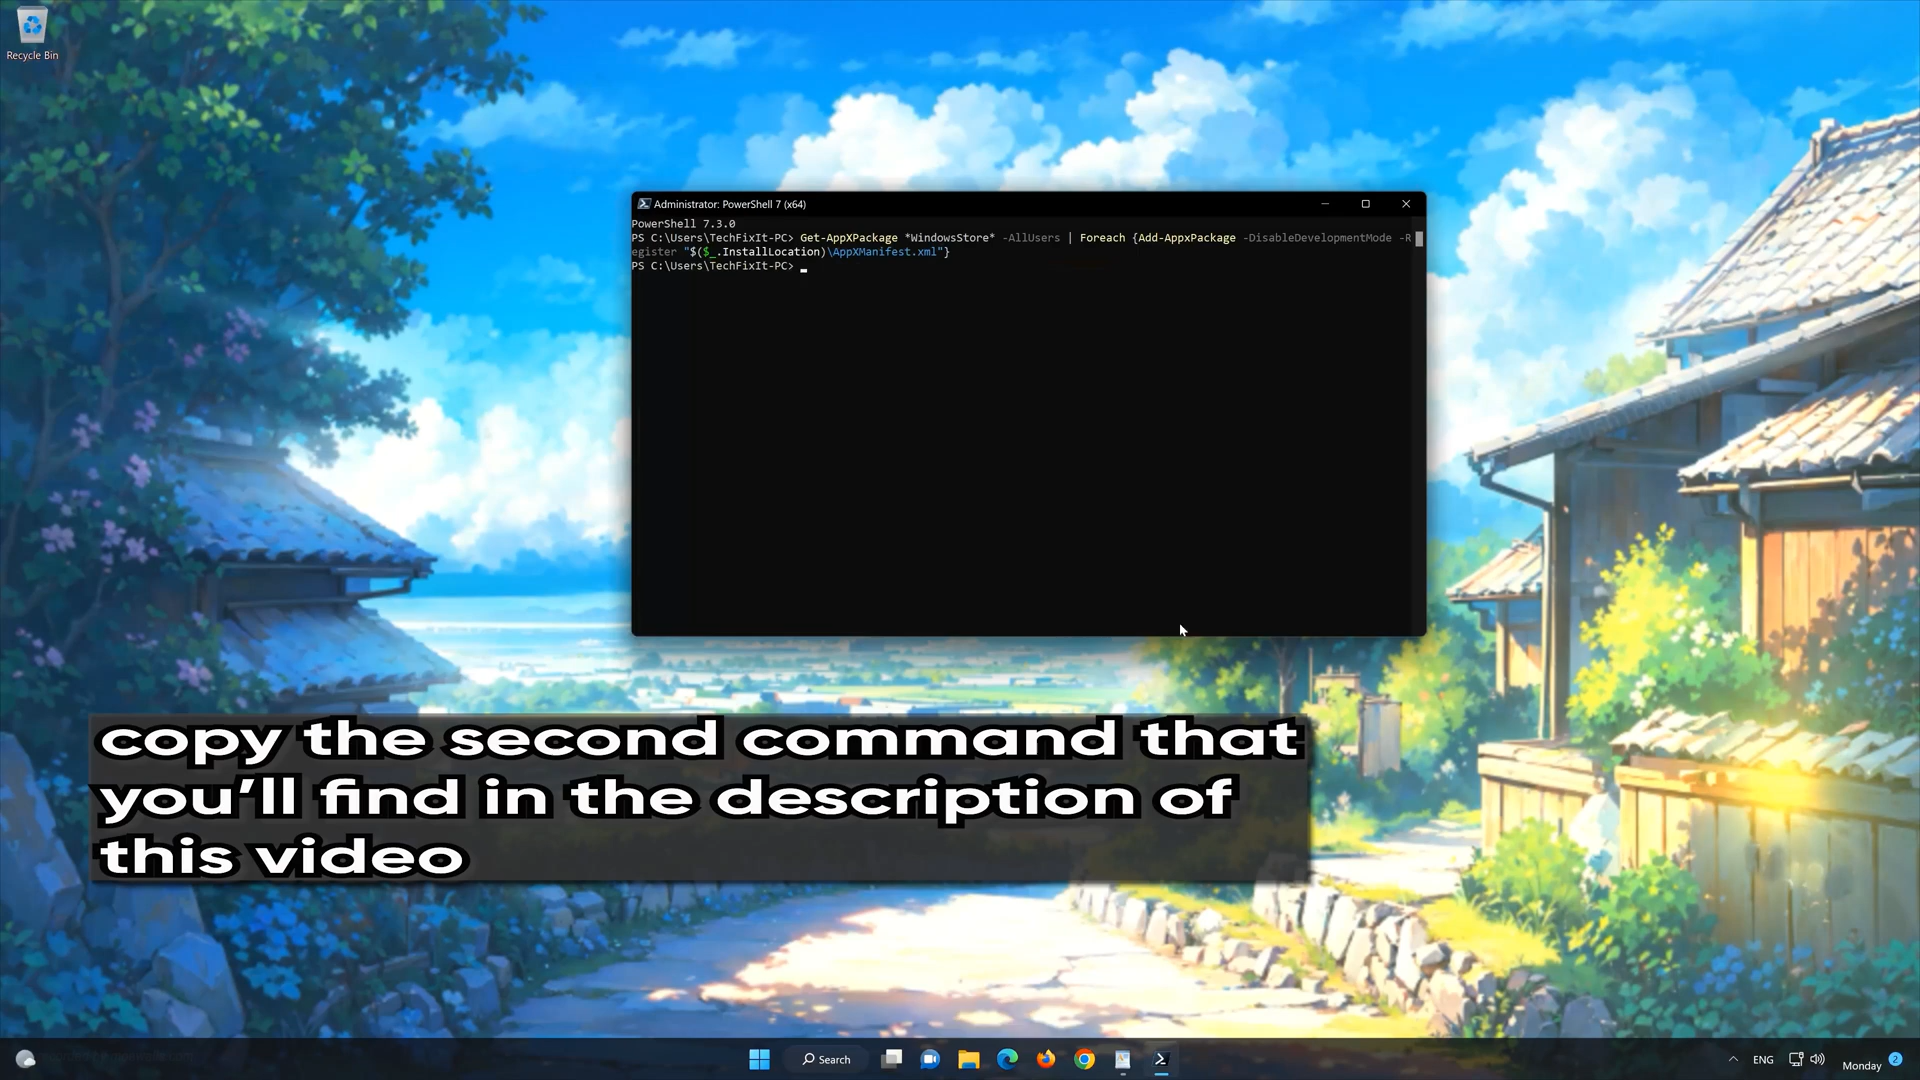 Recycle Bin
Administrator: PowerShell 7 (x64)
PowerShell 7.3.0
PS C:\Users\TechFixIt-PC> Get-AppXPackage *WindowsStore* -AllUsers | Foreach {Add-AppxPackage -DisableDevelopmentMode -R
egister "$($_.InstallLocation)\AppXManifest.xml"}
PS C:\Users\TechFixIt-PC>
copy the second command that
you’ll find in the description of
this video
Search
ENG
Monday
2